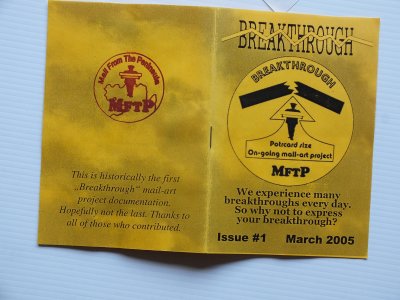 Mail From The Peninsula
MFTP
This is historically the first
„Breakthrough" mail-art
project documentation.
Hopefully not the last. Thanks to
all of those who contributed.
BREAKTHROUGH
BREAKTHROUGH
Potscard size
On-going mail-art project
MFTP
We experience many
breakthroughs every day.
So why not to express
your breakthrough?
Issue #1 March 2005